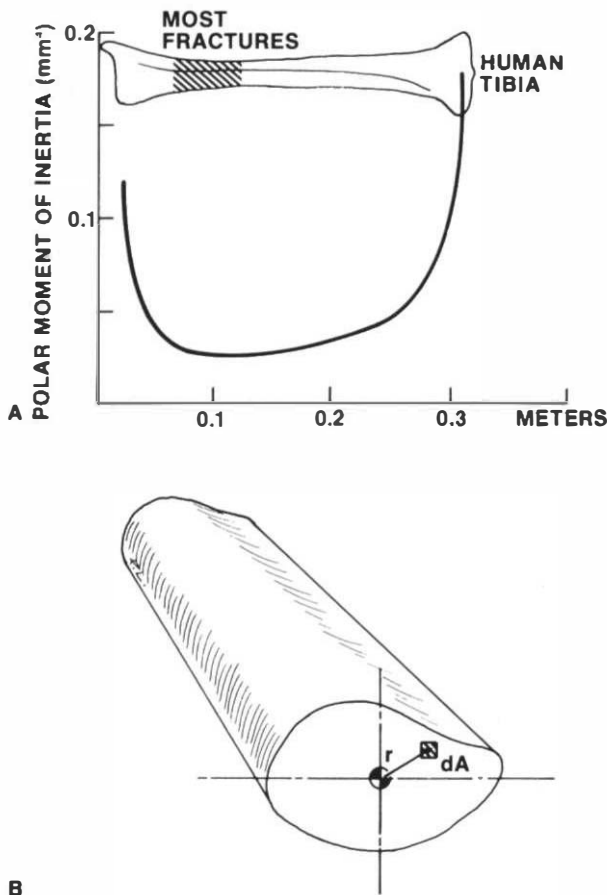 MOST
FRACTURES
HUMAN
TIBIA
POLAR MOMENT OF INERTIA (mm⁴)
0.2
0.1
0.1 0.2 0.3 METERS
A
r
dA
B